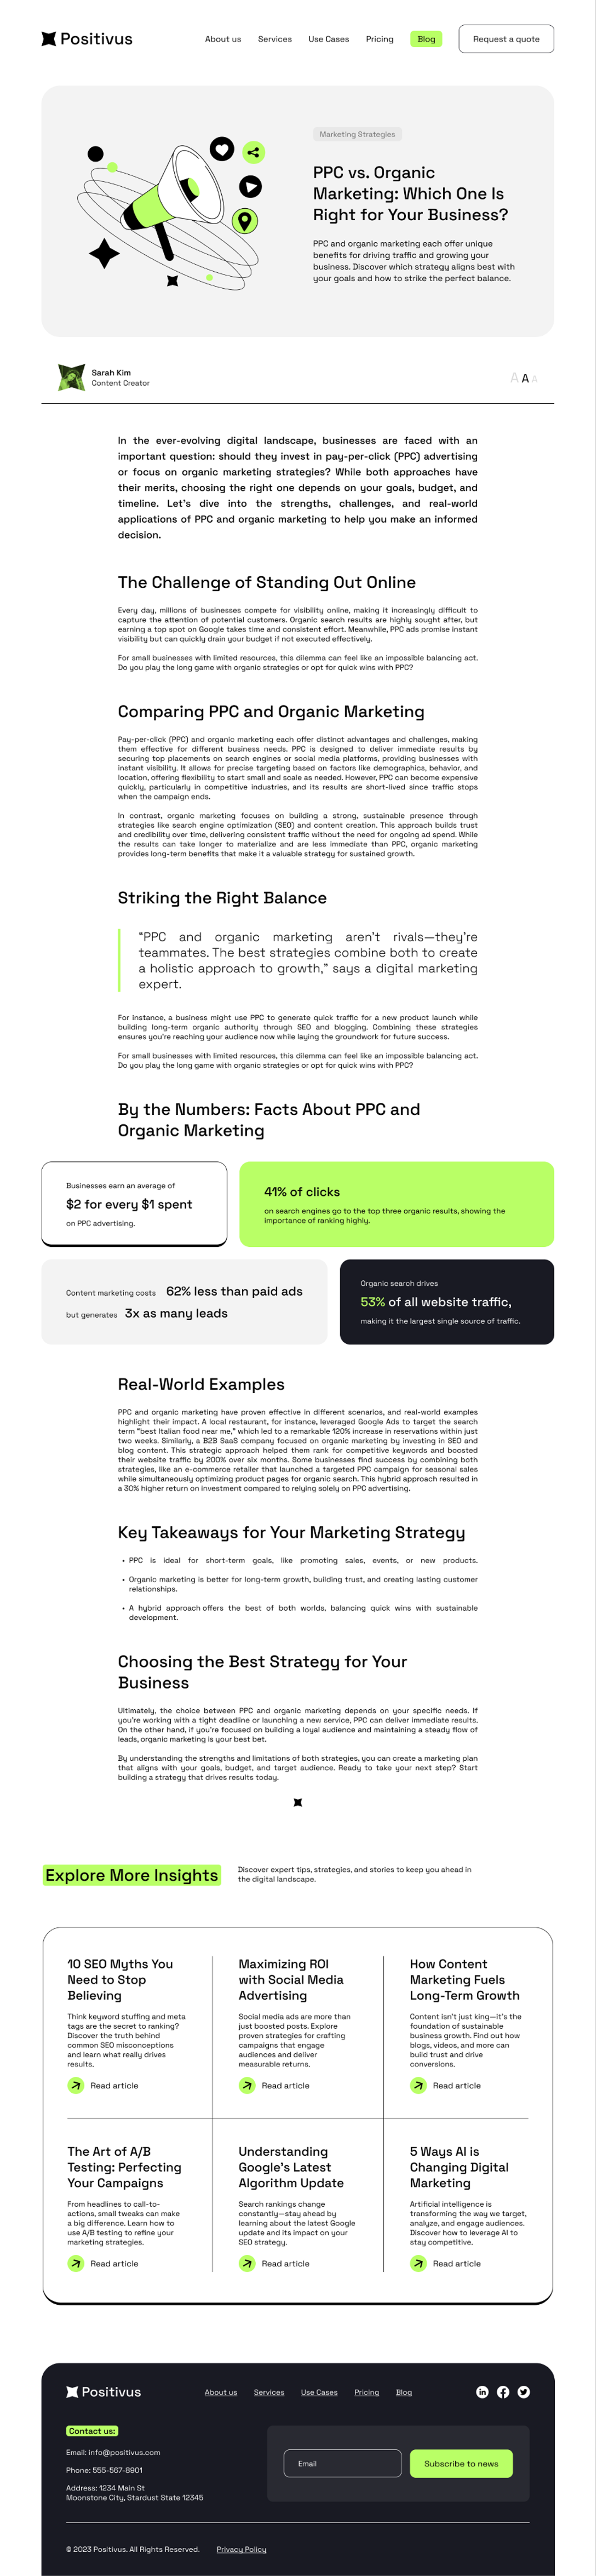 Positivus
About us Services Use Cases Pricing Blog Request a quote
Marketing Strategies
PPC vs. Organic
Marketing: Which One Is
Right for Your Business?
PPC and organic marketing each offer unique
benefits for driving traffic and growing your
business. Discover which strategy aligns best with
your goals and how to strike the perfect balance.
Sarah Kim
Content Creator
A A A
In the ever-evolving digital landscape, businesses are faced with an
important question: should they invest in pay-per-click (PPC) advertising
or focus on organic marketing strategies? While both approaches have
their merits, choosing the right one depends on your goals, budget, and
timeline. Let's dive into the strengths, challenges, and real-world
applications of PPC and organic marketing to help you make an informed
decision.
The Challenge of Standing Out Online
Every day, millions of businesses compete for visibility online, making it increasingly difficult to
capture the attention of potential customers. Organic search results are highly sought after, but
earning a top spot on Google takes time and consistent effort. Meanwhile, PPC ads promise instant
visibility but can quickly drain your budget if not executed effectively.
For small businesses with limited resources, this dilemma can feel like an impossible balancing act.
Do you play the long game with organic strategies or opt for quick wins with PPC?
Comparing PPC and Organic Marketing
Pay-per-click (PPC) and organic marketing each offer distinct advantages and challenges, making
them effective for different business needs. PPC is designed to deliver immediate results by
securing top placements on search engines or social media platforms, providing businesses with
instant visibility. It allows for precise targeting based on factors like demographics, behavior, and
location, offering flexibility to start small and scale as needed. However, PPC can become expensive
quickly, particularly in competitive industries, and its results are short-lived since traffic stops
when the campaign ends.
In contrast, organic marketing focuses on building a strong, sustainable presence through
strategies like search engine optimization (SEO) and content creation. This approach builds trust
and credibility over time, delivering consistent traffic without the need for ongoing ad spend. While
the results can take longer to materialize and are less immediate than PPC, organic marketing
provides long-term benefits that make it a valuable strategy for sustained growth.
Striking the Right Balance
“PPC and organic marketing aren't rivals—they're
teammates. The best strategies combine both to create
a holistic approach to growth,” says a digital marketing
expert.
For instance, a business might use PPC to generate quick traffic for a new product launch while
building long-term organic authority through SEO and blogging. Combining these strategies
ensures you're reaching your audience now while laying the groundwork for future success.
For small businesses with limited resources, this dilemma can feel like an impossible balancing act.
Do you play the long game with organic strategies or opt for quick wins with PPC?
By the Numbers: Facts About PPC and
Organic Marketing
Businesses earn an average of
$2 for every $1 spent
on PPC advertising.
41% of clicks
on search engines go to the top three organic results, showing the
importance of ranking highly.
Content marketing costs 62% less than paid ads
but generates 3x as many leads
Organic search drives
53% of all website traffic,
making it the largest single source of traffic.
Real-World Examples
PPC and organic marketing have proven effective in different scenarios, and real-world examples
highlight their impact. A local restaurant, for instance, leveraged Google Ads to target the search
term “best Italian food near me,” which led to a remarkable 120% increase in reservations within just
two weeks. Similarly, a B2B SaaS company focused on organic marketing by investing in SEO and
blog content. This strategic approach helped them rank for competitive keywords and boosted
their website traffic by 200% over six months. Some businesses find success by combining both
strategies, like an e-commerce retailer that launched a targeted PPC campaign for seasonal sales
while simultaneously optimizing product pages for organic search. This hybrid approach resulted in
a 30% higher return on investment compared to relying solely on PPC advertising.
Key Takeaways for Your Marketing Strategy
• PPC is ideal for short-term goals, like promoting sales, events, or new products.
• Organic marketing is better for long-term growth, building trust, and creating lasting customer
relationships.
• A hybrid approach offers the best of both worlds, balancing quick wins with sustainable
development.
Choosing the Best Strategy for Your
Business
Ultimately, the choice between PPC and organic marketing depends on your specific needs. If
you're working with a tight deadline or launching a new service, PPC can deliver immediate results.
On the other hand, if you're focused on building a loyal audience and maintaining a steady flow of
leads, organic marketing is your best bet.
By understanding the strengths and limitations of both strategies, you can create a marketing plan
that aligns with your goals, budget, and target audience. Ready to take your next step? Start
building a strategy that drives results today.
Explore More Insights
Discover expert tips, strategies, and stories to keep you ahead in
the digital landscape.
10 SEO Myths You
Need to Stop
Believing
Think keyword stuffing and meta
tags are the secret to ranking?
Discover the truth behind
common SEO misconceptions
and learn what really drives
results.
Read article
Maximizing ROI
with Social Media
Advertising
Social media ads are more than
just boosted posts. Explore
proven strategies for crafting
campaigns that engage
audiences and deliver
measurable returns.
Read article
How Content
Marketing Fuels
Long-Term Growth
Content isn't just king—it's the
foundation of sustainable
business growth. Find out how
blogs, videos, and more can
build trust and drive
conversions.
Read article
The Art of A/B
Testing: Perfecting
Your Campaigns
From headlines to call-to-
actions, small tweaks can make
a big difference. Learn how to
use A/B testing to refine your
marketing strategies.
Read article
Understanding
Google's Latest
Algorithm Update
Search rankings change
constantly—stay ahead by
learning about the latest Google
update and its impact on your
SEO strategy.
Read article
5 Ways AI is
Changing Digital
Marketing
Artificial intelligence is
transforming the way we target,
analyze, and engage audiences.
Discover how to leverage AI to
stay competitive.
Read article
Positivus
About us Services Use Cases Pricing Blog
in f
Contact us:
Email: info@positivus.com
Phone: 555-567-8901
Address: 1234 Main St
Moonstone City, Stardust State 12345
Email
Subscribe to news
© 2023 Positivus. All Rights Reserved. Privacy Policy